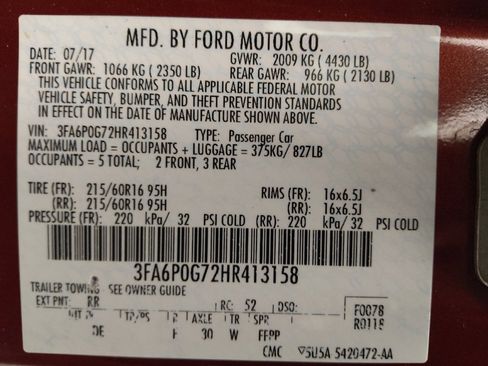 MFD. BY FORD MOTOR CO.
DATE: 07/17 GVWR: 2009 KG ( 4430 LB)
FRONT GAWR: 1066 KG ( 2350 LB) REAR GAWR: 966 KG ( 2130 LB)
THIS VEHICLE CONFORMS TO ALL APPLICABLE FEDERAL MOTOR
VEHICLE SAFETY, BUMPER, AND THEFT PREVENTION STANDARDS
IN EFFECT ON THE DATE OF MANUFACTURE SHOWN ABOVE.
VIN: 3FA6P0G72HR413158 TYPE: Passenger Car
MAXIMUM LOAD = OCCUPANTS + LUGGAGE = 375KG/ 827LB
OCCUPANTS = 5 TOTAL; 2 FRONT, 3 REAR
TIRE (FR): 215/60R16 95H RIMS (FR): 16x6.5J
(RR): 215/60R16 95H (RR): 16x6.5J
PRESSURE (FR): 220 kPa/ 32 PSI COLD (RR): 220 kPa/ 32 PSI COLD
3FA6P0G72HR413158
TRAILER TOWING SEE OWNER GUIDE
EXT PNT: RR RC: 52 DSO: F0078
R0118
AXLE TR SPR
30 W
CMC 5U5A 5420472-AA